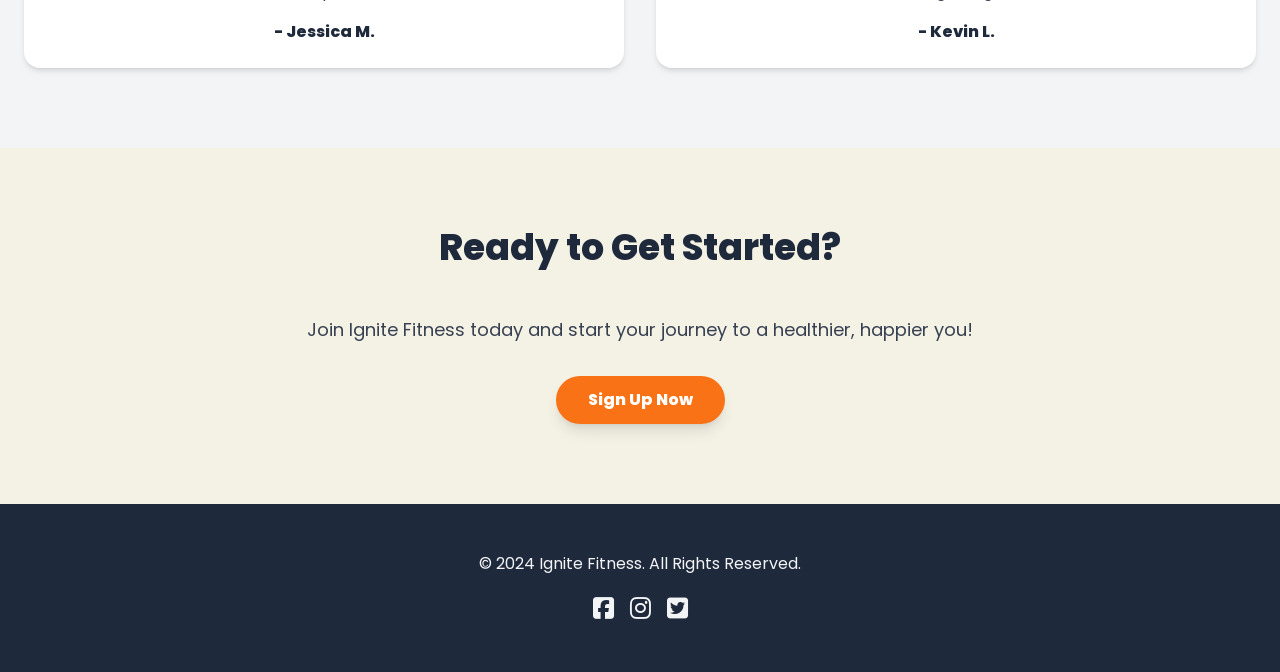 - Jessica M.
- Kevin L.
Ready to Get Started?
Join Ignite Fitness today and start your journey to a healthier, happier you!
Sign Up Now
© 2024 Ignite Fitness. All Rights Reserved.